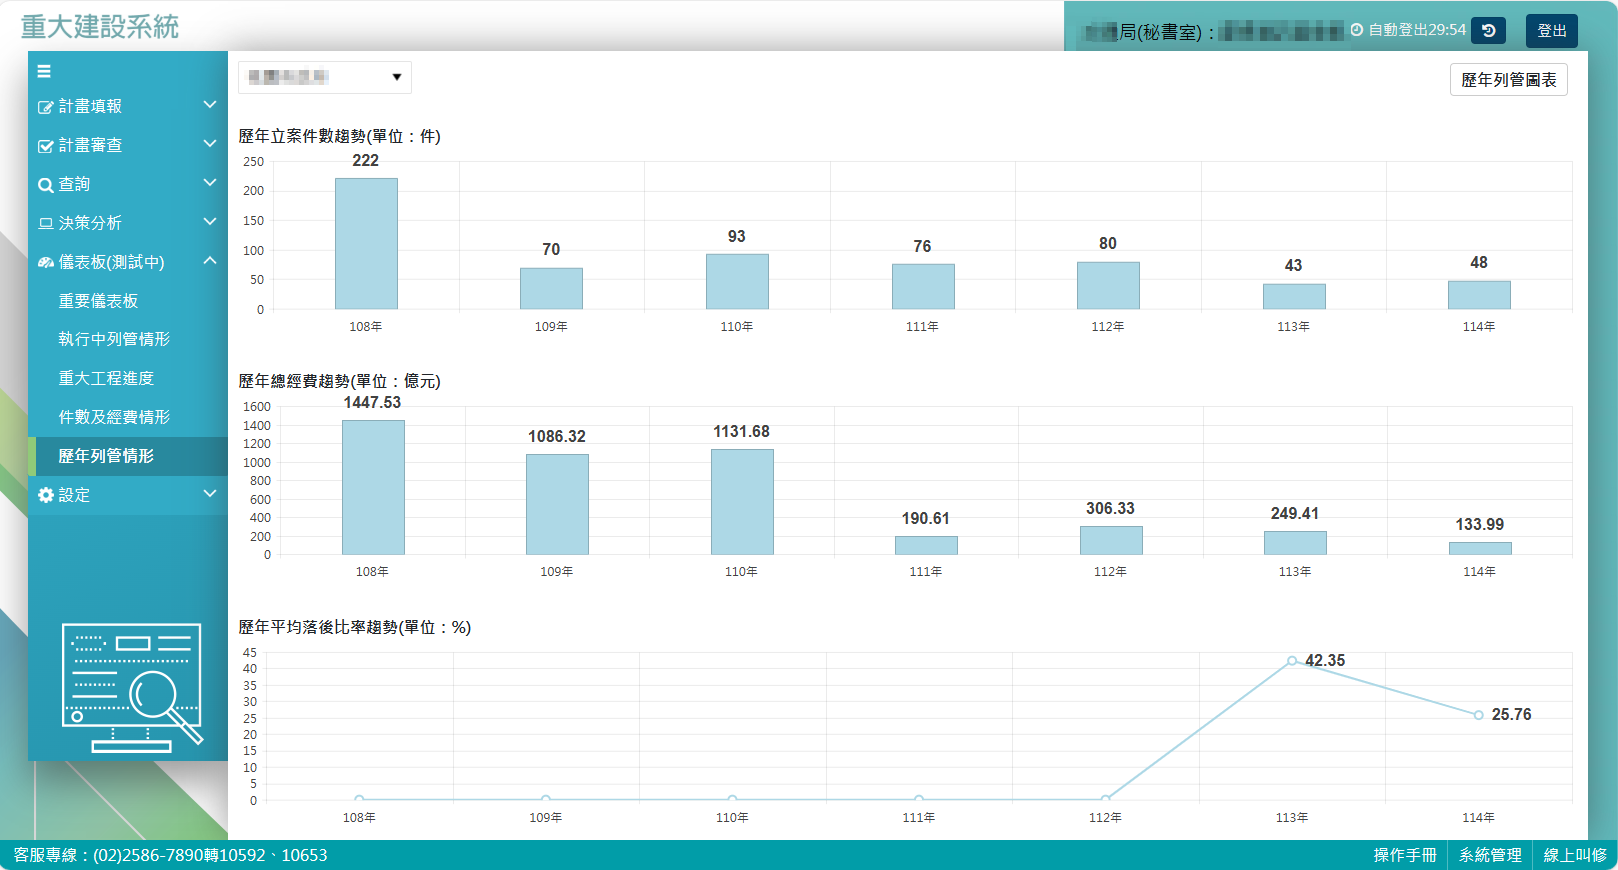 重大建設系統
局(秘書室)：
自動登出29:54
登出
計畫填報
計畫審查
查詢
決策分析
儀表板(測試中)
重要儀表板
執行中列管情形
重大工程進度
件數及經費情形
歷年列管情形
設定
歷年列管圖表
歷年立案件數趨勢(單位：件)
250
200
150
100
50
0
222
70
93
76
80
43
48
108年
109年
110年
111年
112年
113年
114年
歷年總經費趨勢(單位：億元)
1600
1400
1200
1000
800
600
400
200
0
1447.53
1086.32
1131.68
190.61
306.33
249.41
133.99
108年
109年
110年
111年
112年
113年
114年
歷年平均落後比率趨勢(單位：%)
45
40
35
30
25
20
15
10
5
0
42.35
25.76
108年
109年
110年
111年
112年
113年
114年
客服專線：(02)2586-7890轉10592、10653
操作手冊
系統管理
線上叫修